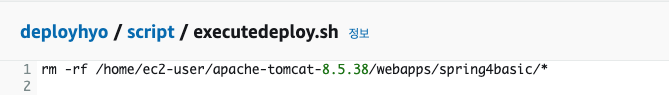 deployhyo / script / executedeploy.sh 정보
1 rm -rf /home/ec2-user/apache-tomcat-8.5.38/webapps/spring4basic/*
2